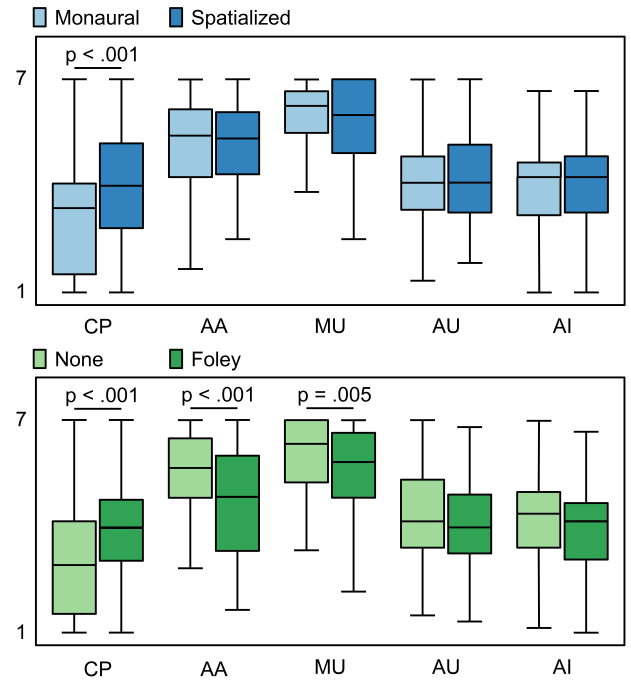 Monaural Spatialized
p < .001
7
1
CP AA MU AU AI
None Foley
p < .001 p < .001 p = .005
7
1
CP AA MU AU AI